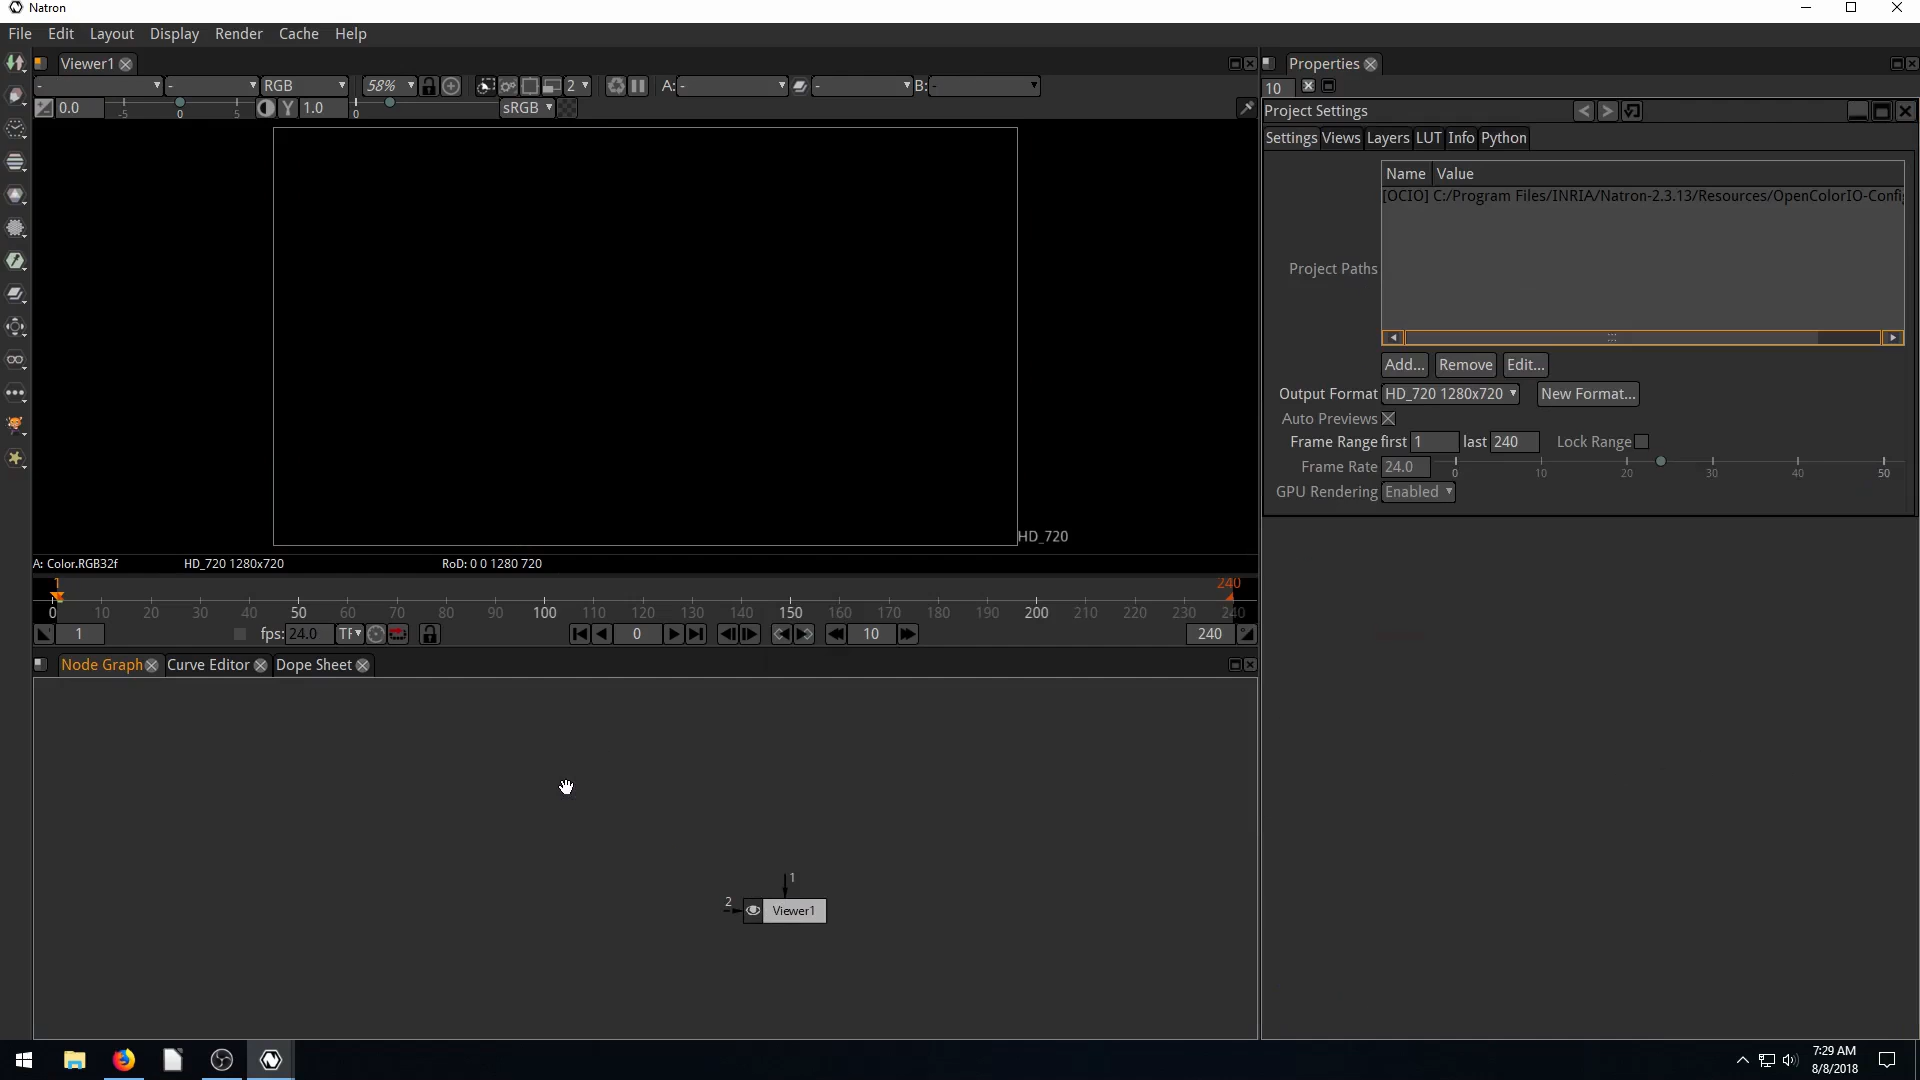 Natron
File Edit Layout Display Render Cache Help
Viewer1
- - RGB 58% 2 A: - - B: -
0.0 -5 0 5 Y 1.0 0 sRGB
HD_720
A: Color.RGB32f HD_720 1280x720 RoD: 0 0 1280 720
1 240
0 10 20 30 40 50 60 70 80 90 100 110 120 130 140 150 160 170 180 190 200 210 220 230 240
1 fps: 24.0 TF 0 10 240
Node Graph Curve Editor Dope Sheet
1
2 Viewer1
Properties
10
Project Settings
Settings Views Layers LUT Info Python
Name Value
[OCIO] C:/Program Files/INRIA/Natron-2.3.13/Resources/OpenColorIO-Config
Project Paths
Add... Remove Edit...
Output Format HD_720 1280x720 New Format...
Auto Previews
Frame Range first 1 last 240 Lock Range
Frame Rate 24.0 0 10 20 30 40 50
GPU Rendering Enabled
7:29 AM
8/8/2018